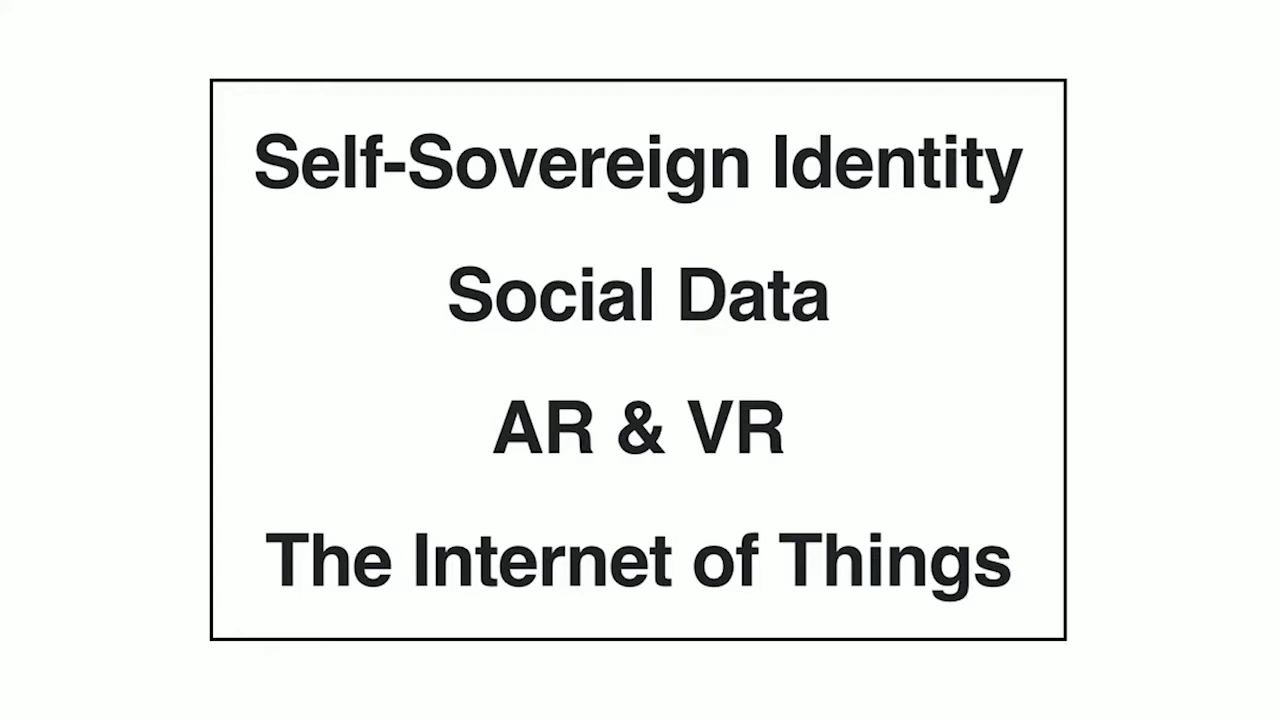 Self-Sovereign Identity
Social Data
AR & VR
The Internet of Things